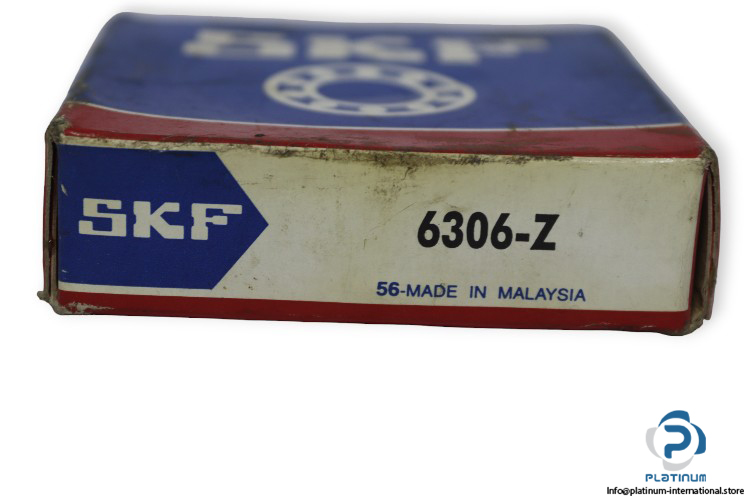 SKF
SKF
6306-Z
56-MADE IN MALAYSIA
P
PLATINUM
Info@platinum-international.store